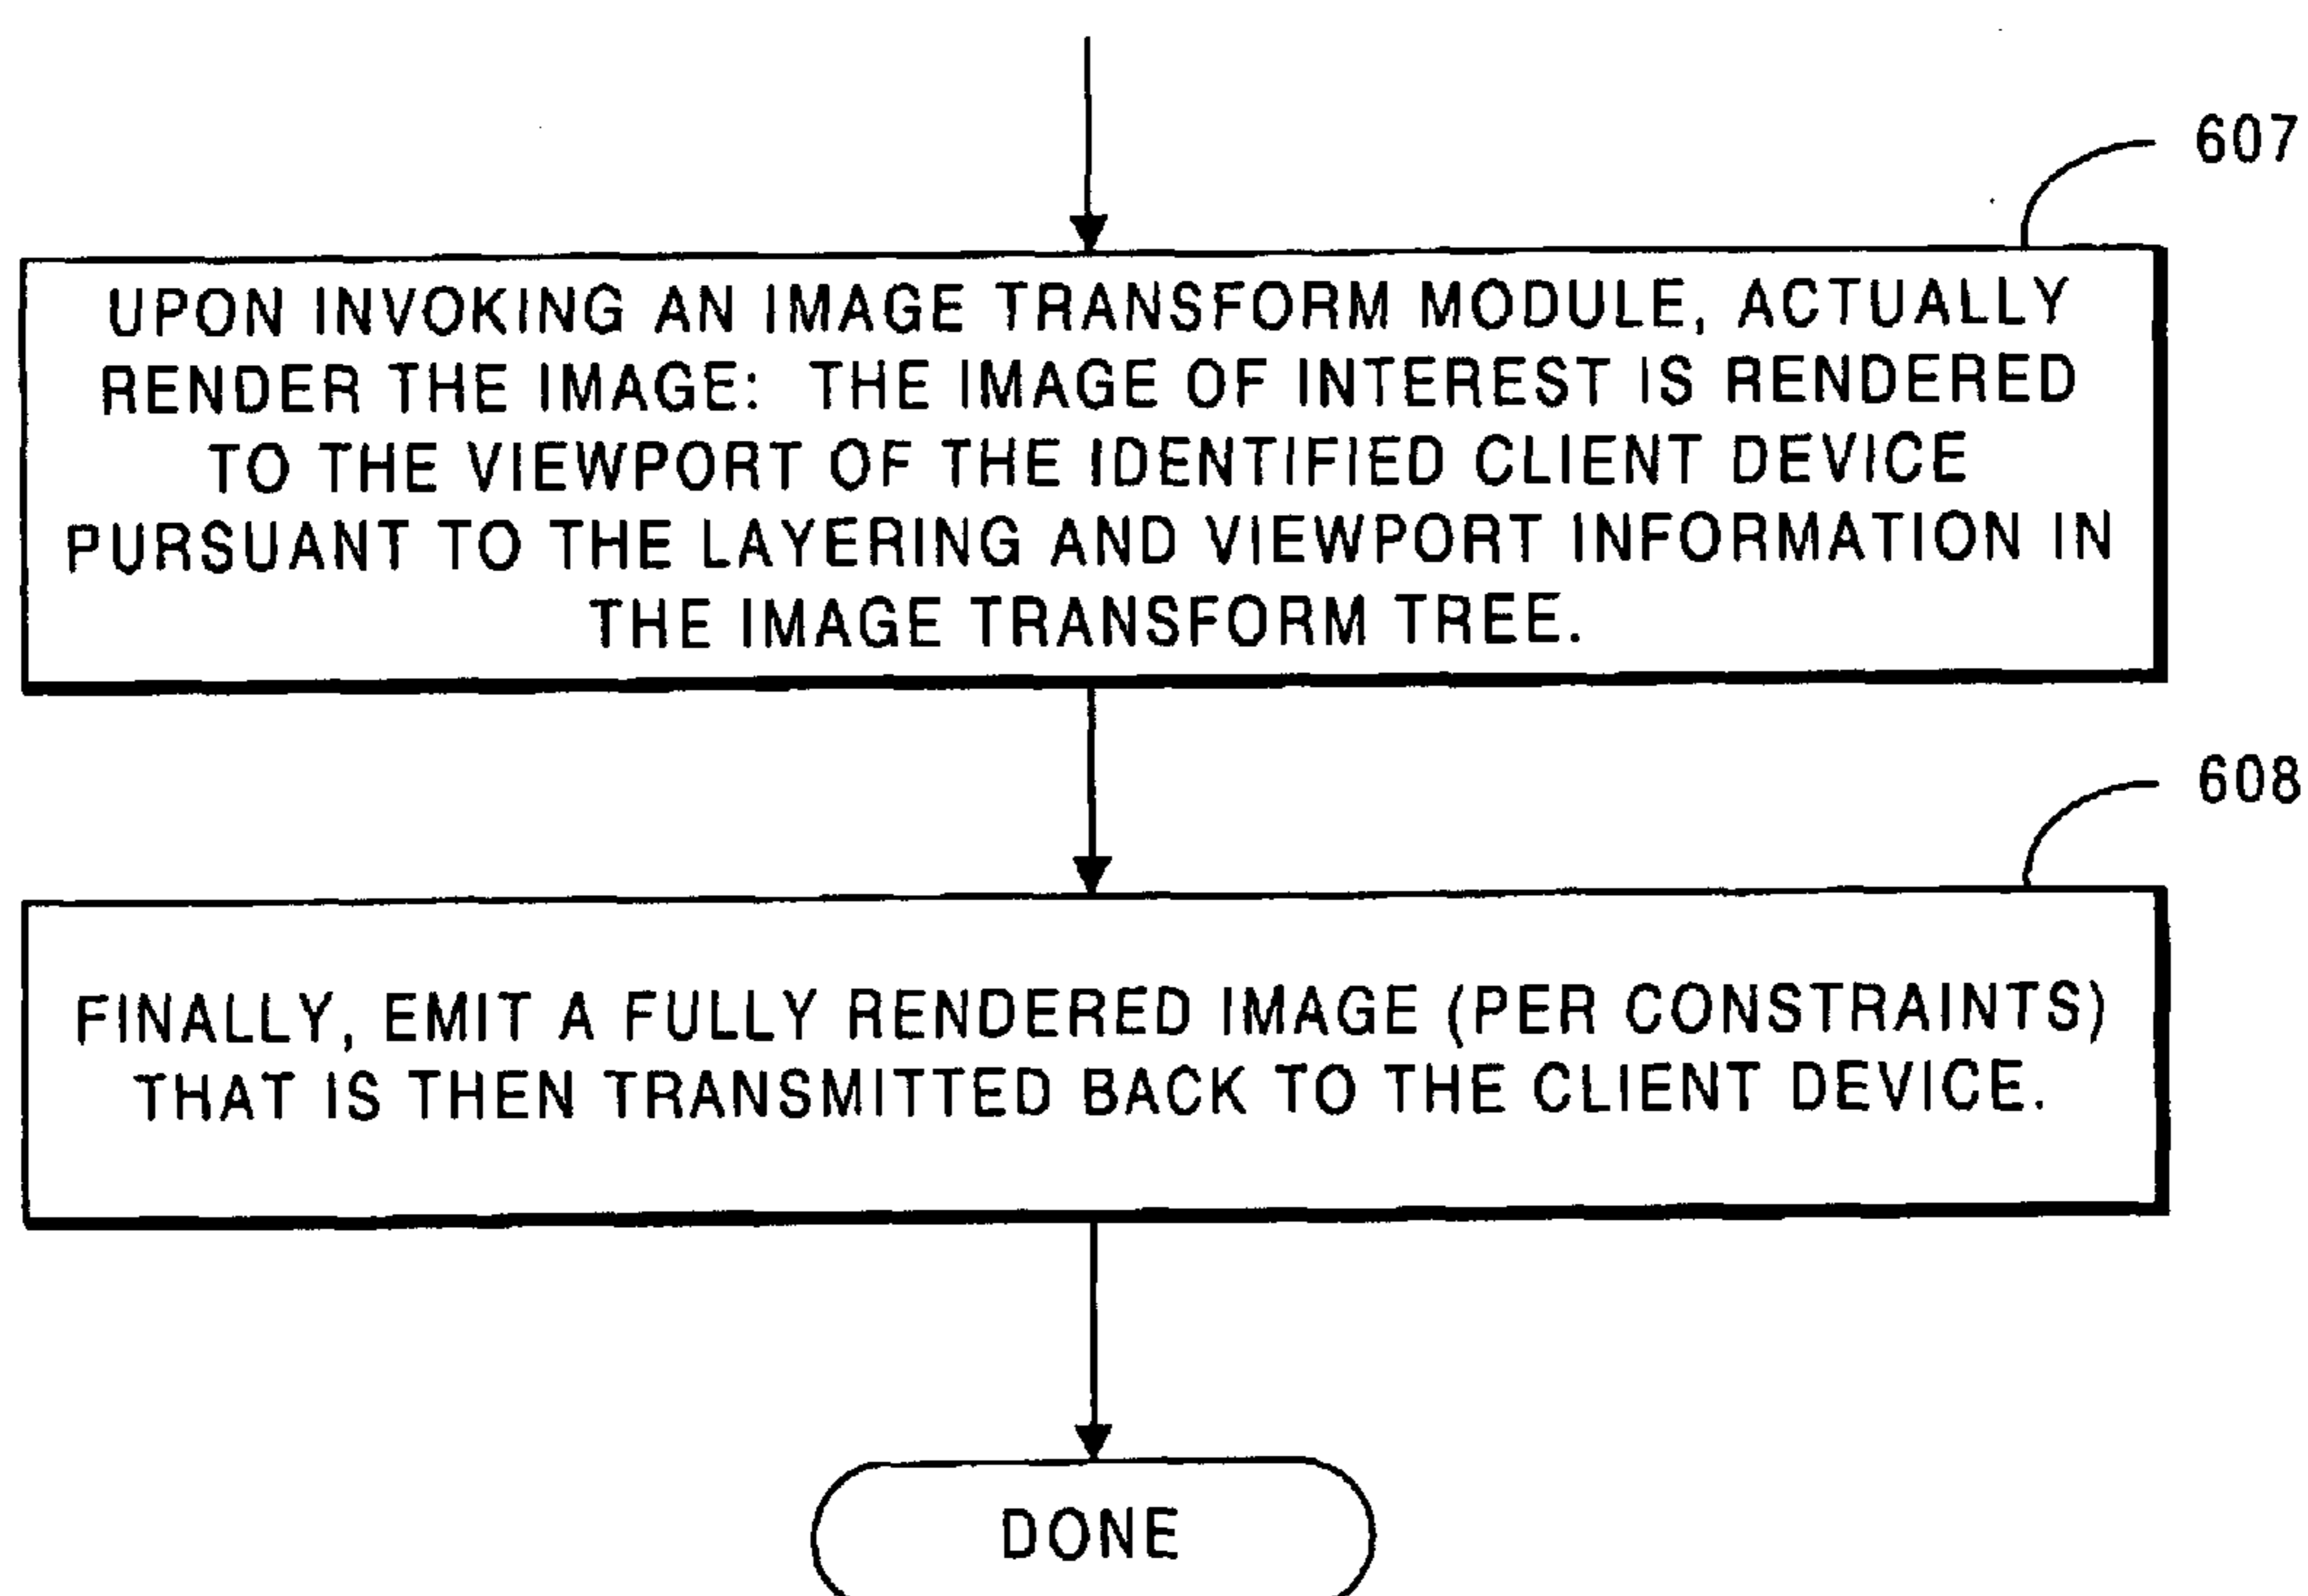 607
UPON INVOKING AN IMAGE TRANSFORM MODULE, ACTUALLY
RENDER THE IMAGE: THE IMAGE OF INTEREST IS RENDERED
TO THE VIEWPORT OF THE IDENTIFIED CLIENT DEVICE
PURSUANT TO THE LAYERING AND VIEWPORT INFORMATION IN
THE IMAGE TRANSFORM TREE.
608
FINALLY, EMIT A FULLY RENDERED IMAGE (PER CONSTRAINTS)
THAT IS THEN TRANSMITTED BACK TO THE CLIENT DEVICE.
DONE